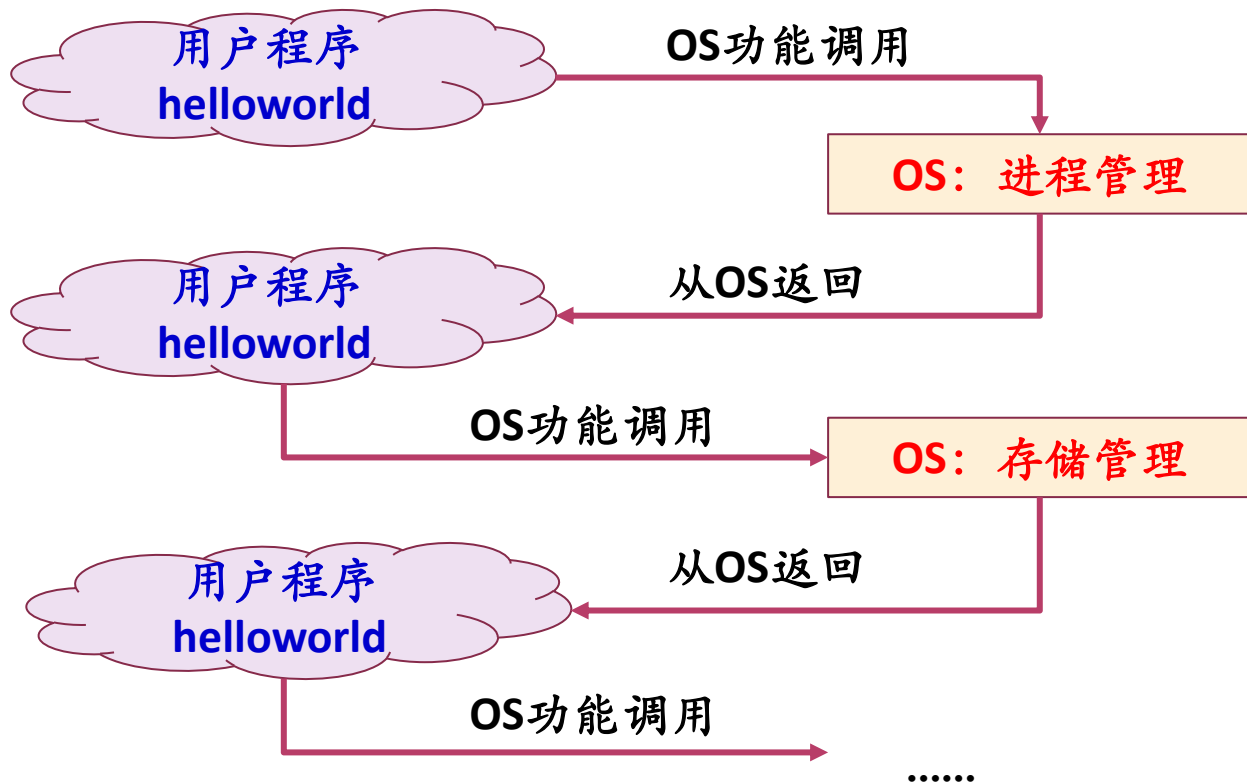 用户程序
helloworld
OS功能调用
OS：进程管理
从OS返回
用户程序
helloworld
OS功能调用
OS：存储管理
从OS返回
用户程序
helloworld
OS功能调用
……